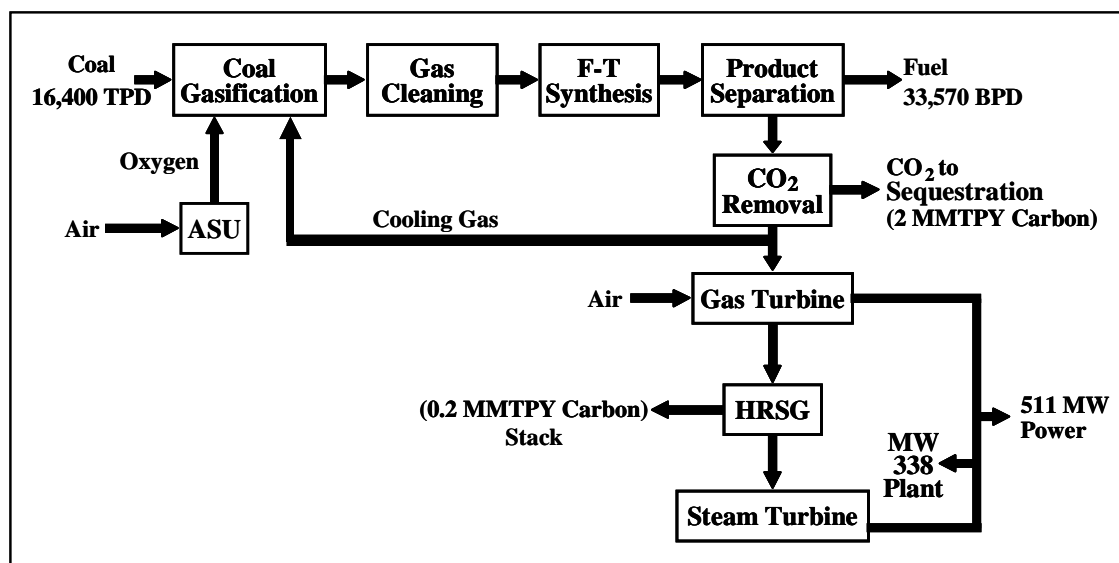 Coal
16,400 TPD
Coal
Gasification
Gas
Cleaning
F-T
Synthesis
Product
Separation
Fuel
33,570 BPD
Oxygen
Air
ASU
Cooling Gas
CO2
Removal
CO2 to
Sequestration
(2 MMTPY Carbon)
Air
Gas Turbine
(0.2 MMTPY Carbon)
Stack
HRSG
511 MW
Power
MW
338
Plant
Steam Turbine